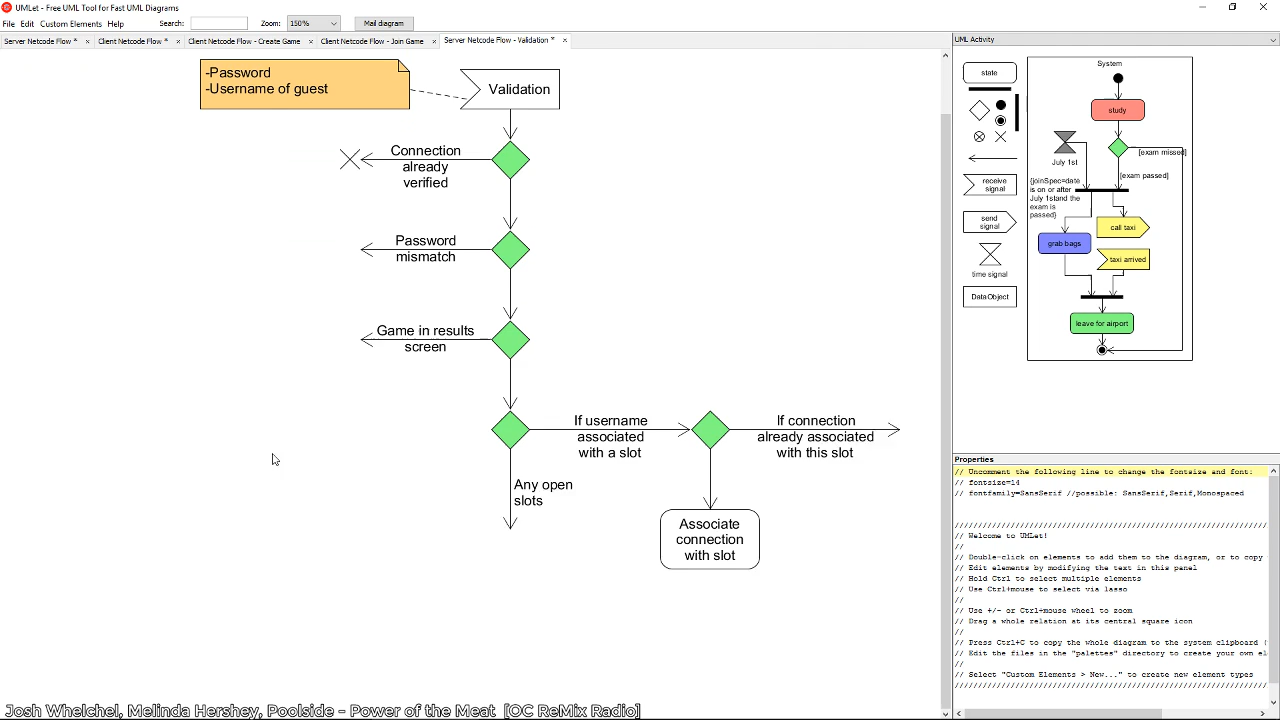 UMLet - Free UML Tool for Fast UML Diagrams
File Edit Custom Elements Help Search: Zoom: 150% Mail diagram
Server Netcode Flow * Client Netcode Flow * Client Netcode Flow - Create Game Client Netcode Flow - Join Game Server Netcode Flow - Validation *
-Password
-Username of guest
Validation
Connection
already
verified
Password
mismatch
Game in results
screen
If username
associated
with a slot
If connection
already associated
with this slot
Any open
slots
Associate
connection
with slot
UML Activity
state
receive
signal
send
signal
time signal
DataObject
System
study
July 1st
[exam missed]
[exam passed]
{joinSpec=date
is on or after
July 1stand the
exam is
passed}
call taxi
grab bags
taxi arrived
leave for airport
Properties
// Uncomment the following line to change the fontsize and font:
// fontsize=14
// fontfamily=SansSerif //possible: SansSerif,Serif,Monospaced
//////////////////////////////////////////////////////////////////
// Welcome to UMLet!
//
// Double-click on elements to add them to the diagram, or to copy
// Edit elements by modifying the text in this panel
// Hold Ctrl to select multiple elements
// Use Ctrl+mouse to select via lasso
//
// Use +/- or Ctrl+mouse wheel to zoom
// Drag a whole relation at its central square icon
//
// Press Ctrl+C to copy the whole diagram to the system clipboard (
// Edit the files in the "palettes" directory to create your own el
//
// Select "Custom Elements > New..." to create new element types
//////////////////////////////////////////////////////////////////
Josh Whelchel, Melinda Hershey, Poolside - Power of the Meat [OC ReMix Radio]